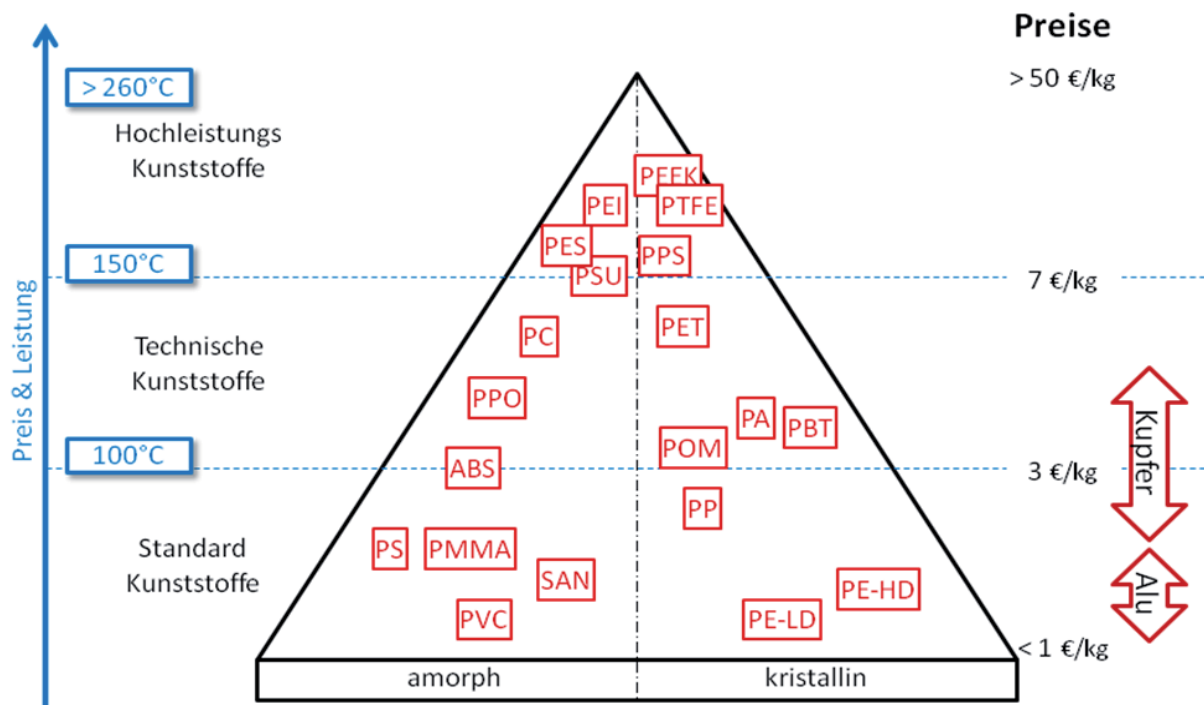 Preise
> 260°C
> 50 €/kg
Hochleistungs
Kunststoffe
PEEK
PEI
PTFE
PES
PPS
150°C
PSU
7 €/kg
Preis & Leistung
PC
PET
Technische
Kunststoffe
PPO
PA
PBT
Kupfer
POM
100°C
ABS
3 €/kg
PP
Standard
Kunststoffe
PS
PMMA
SAN
PE-HD
Alu
PVC
PE-LD
< 1 €/kg
amorph
kristallin